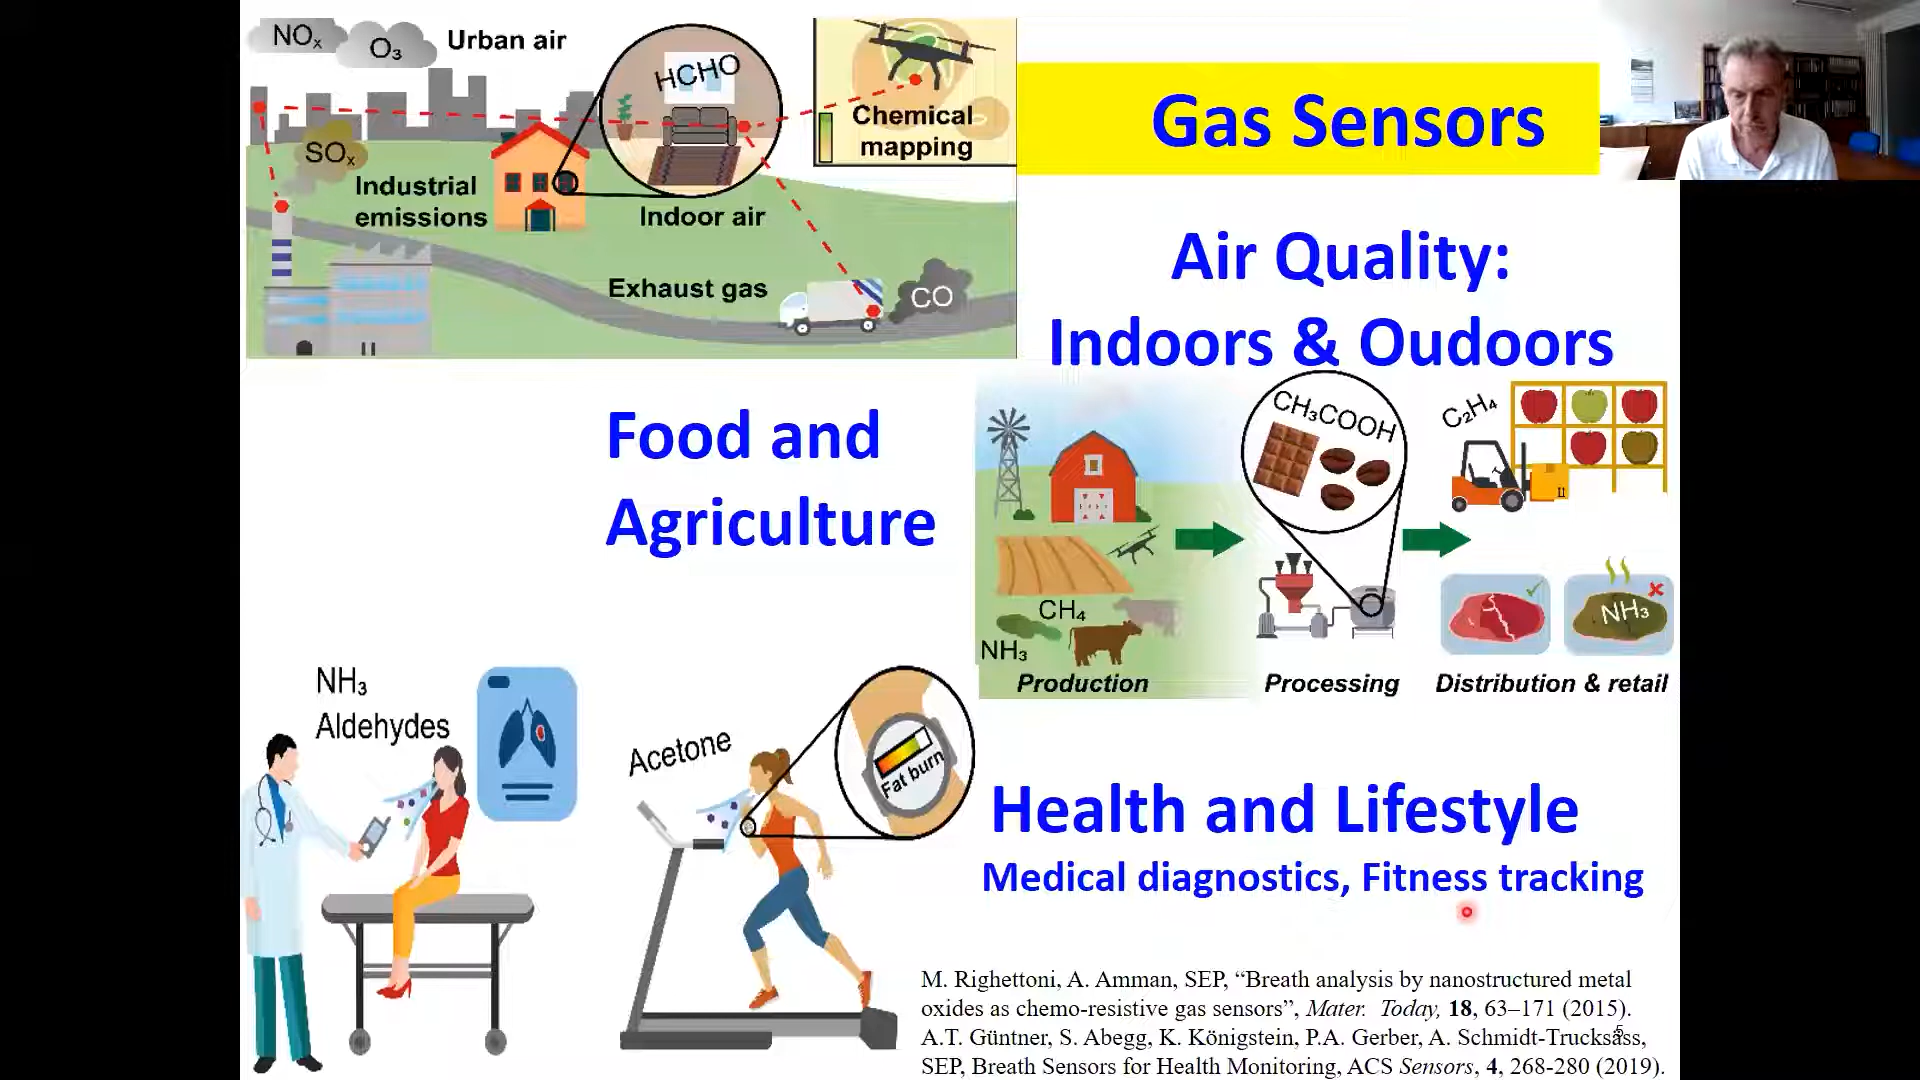 NOₓ
O₃
Urban air
HCHO
Chemical
mapping
SOₓ
Industrial
emissions
Indoor air
Exhaust gas
CO
Gas Sensors
Air Quality:
Indoors & Oudoors
Food and
Agriculture
CH₃COOH
C₂H₄
CH₄
NH₃
NH₃
Production
Processing
Distribution & retail
NH₃
Aldehydes
Acetone
Fat burn
Health and Lifestyle
Medical diagnostics, Fitness tracking
M. Righettoni, A. Amman, SEP, “Breath analysis by nanostructured metal
oxides as chemo-resistive gas sensors”, Mater. Today, 18, 63–171 (2015).
A.T. Güntner, S. Abegg, K. Königstein, P.A. Gerber, A. Schmidt-Trucksäss,
SEP, Breath Sensors for Health Monitoring, ACS Sensors, 4, 268-280 (2019).
5